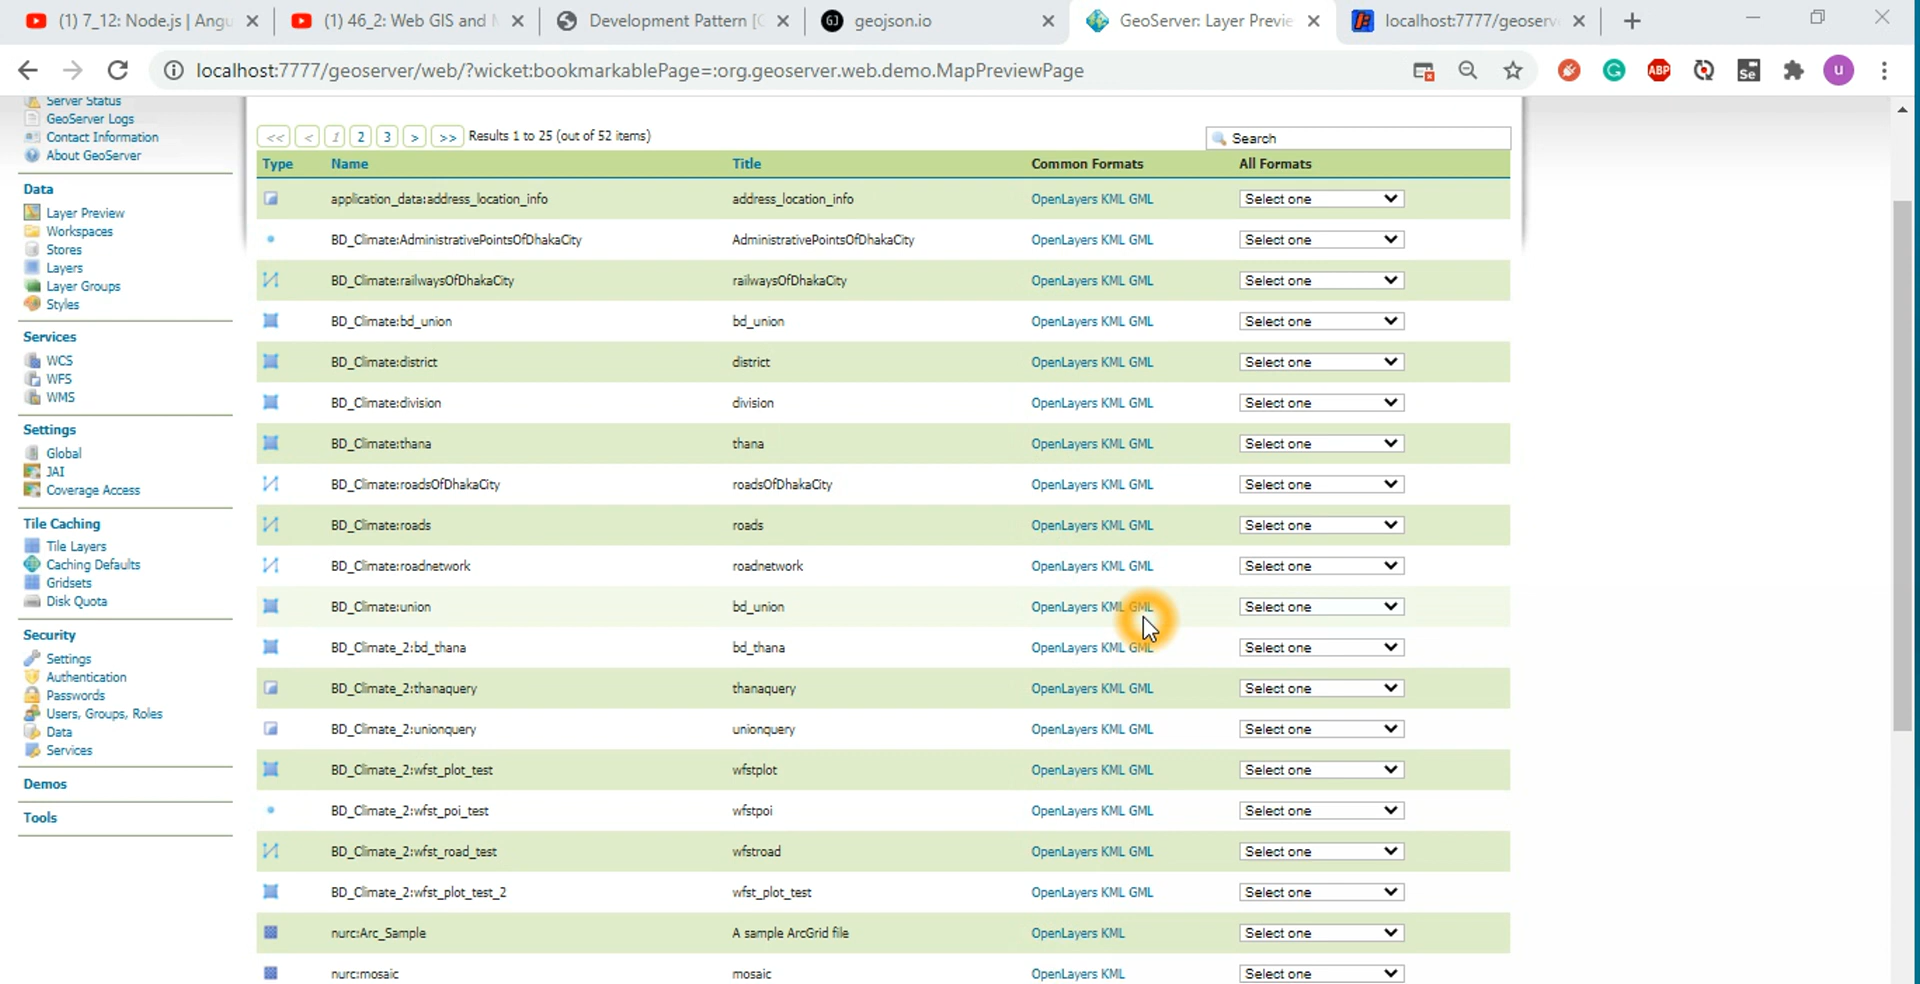 (1) 7_12: Node.js | Angu
(1) 46_2: Web GIS and
Development Pattern [
geojson.io
GeoServer: Layer Previe
localhost:7777/geoserv
localhost:7777/geoserver/web/?wicket:bookmarkablePage=:org.geoserver.web.demo.MapPreviewPage
ABP
Se
U
Server Status
GeoServer Logs
Contact Information
About GeoServer
Data
Layer Preview
Workspaces
Stores
Layers
Layer Groups
Styles
Services
WCS
WFS
WMS
Settings
Global
JAI
Coverage Access
Tile Caching
Tile Layers
Caching Defaults
Gridsets
Disk Quota
Security
Settings
Authentication
Passwords
Users, Groups, Roles
Data
Services
Demos
Tools
<< < 1 2 3 > >> Results 1 to 25 (out of 52 items)
Search
Type Name Title Common Formats All Formats
application_data:address_location_info address_location_info OpenLayers KML GML Select one
BD_Climate:AdministrativePointsOfDhakaCity AdministrativePointsOfDhakaCity OpenLayers KML GML Select one
BD_Climate:railwaysOfDhakaCity railwaysOfDhakaCity OpenLayers KML GML Select one
BD_Climate:bd_union bd_union OpenLayers KML GML Select one
BD_Climate:district district OpenLayers KML GML Select one
BD_Climate:division division OpenLayers KML GML Select one
BD_Climate:thana thana OpenLayers KML GML Select one
BD_Climate:roadsOfDhakaCity roadsOfDhakaCity OpenLayers KML GML Select one
BD_Climate:roads roads OpenLayers KML GML Select one
BD_Climate:roadnetwork roadnetwork OpenLayers KML GML Select one
BD_Climate:union bd_union OpenLayers KML GML Select one
BD_Climate_2:bd_thana bd_thana OpenLayers KML GML Select one
BD_Climate_2:thanaquery thanaquery OpenLayers KML GML Select one
BD_Climate_2:unionquery unionquery OpenLayers KML GML Select one
BD_Climate_2:wfst_plot_test wfstplot OpenLayers KML GML Select one
BD_Climate_2:wfst_poi_test wfstpoi OpenLayers KML GML Select one
BD_Climate_2:wfst_road_test wfstroad OpenLayers KML GML Select one
BD_Climate_2:wfst_plot_test_2 wfst_plot_test OpenLayers KML GML Select one
nurc:Arc_Sample A sample ArcGrid file OpenLayers KML Select one
nurc:mosaic mosaic OpenLayers KML Select one